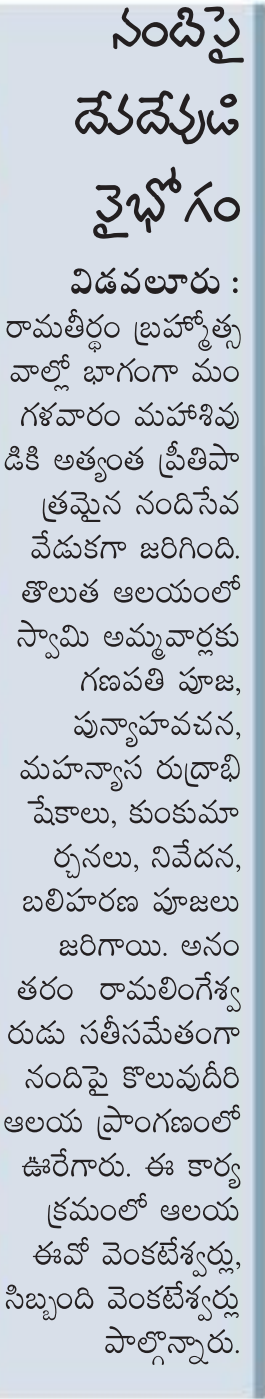 నందిపై
దేవదేవుడి
వైభోగం
విడవలూరు :
రామతీర్థం బ్రహ్మోత్స
వాల్లో భాగంగా మం
గళవారం మహాశివు
డికి అత్యంత ప్రీతిపా
త్రమైన నందిసేవ
వేడుకగా జరిగింది.
తొలుత ఆలయంలో
స్వామి అమ్మవార్లకు
గణపతి పూజ,
పున్యాహవచన,
మహన్యాస రుద్రాభి
షేకాలు, కుంకుమా
ర్చనలు, నివేదన,
బలిహరణ పూజలు
జరిగాయి. అనం
తరం రామలింగేశ్వ
రుడు సతీసమేతంగా
నందిపై కొలువుదీరి
ఆలయ ప్రాంగణంలో
ఊరేగారు. ఈ కార్య
క్రమంలో ఆలయ
ఈవో వెంకటేశ్వర్లు,
సిబ్బంది వెంకటేశ్వర్లు
పాల్గొన్నారు.